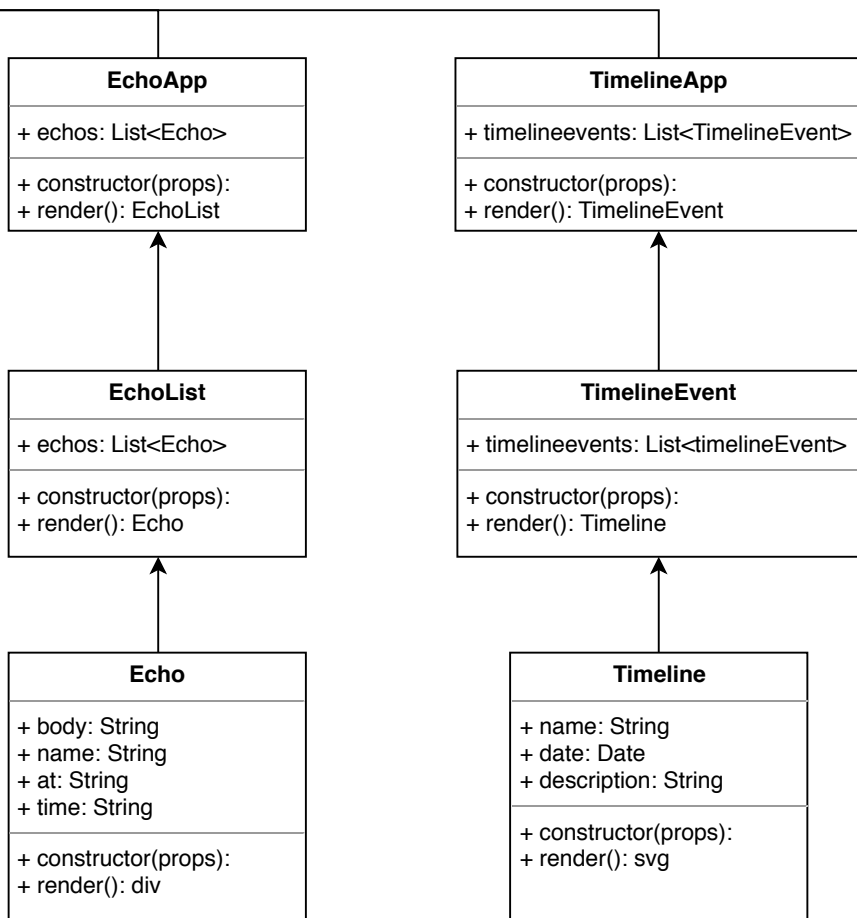 EchoApp
+ echos: List<Echo>
+ constructor(props):
+ render(): EchoList
TimelineApp
+ timelineevents: List<TimelineEvent>
+ constructor(props):
+ render(): TimelineEvent
EchoList
+ echos: List<Echo>
+ constructor(props):
+ render(): Echo
TimelineEvent
+ timelineevents: List<timelineEvent>
+ constructor(props):
+ render(): Timeline
Echo
+ body: String
+ name: String
+ at: String
+ time: String
+ constructor(props):
+ render(): div
Timeline
+ name: String
+ date: Date
+ description: String
+ constructor(props):
+ render(): svg